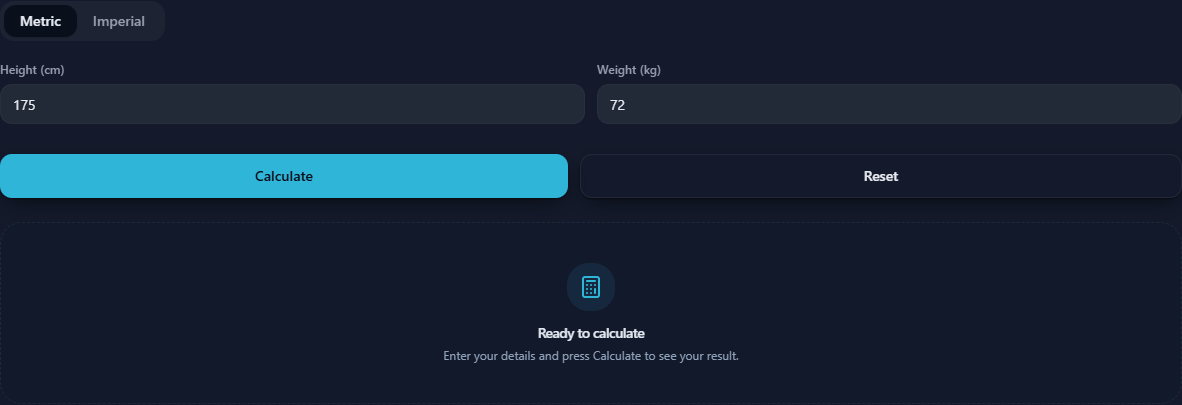 Metric Imperial
Height (cm) Weight (kg)
175 72
Calculate Reset
Ready to calculate
Enter your details and press Calculate to see your result.